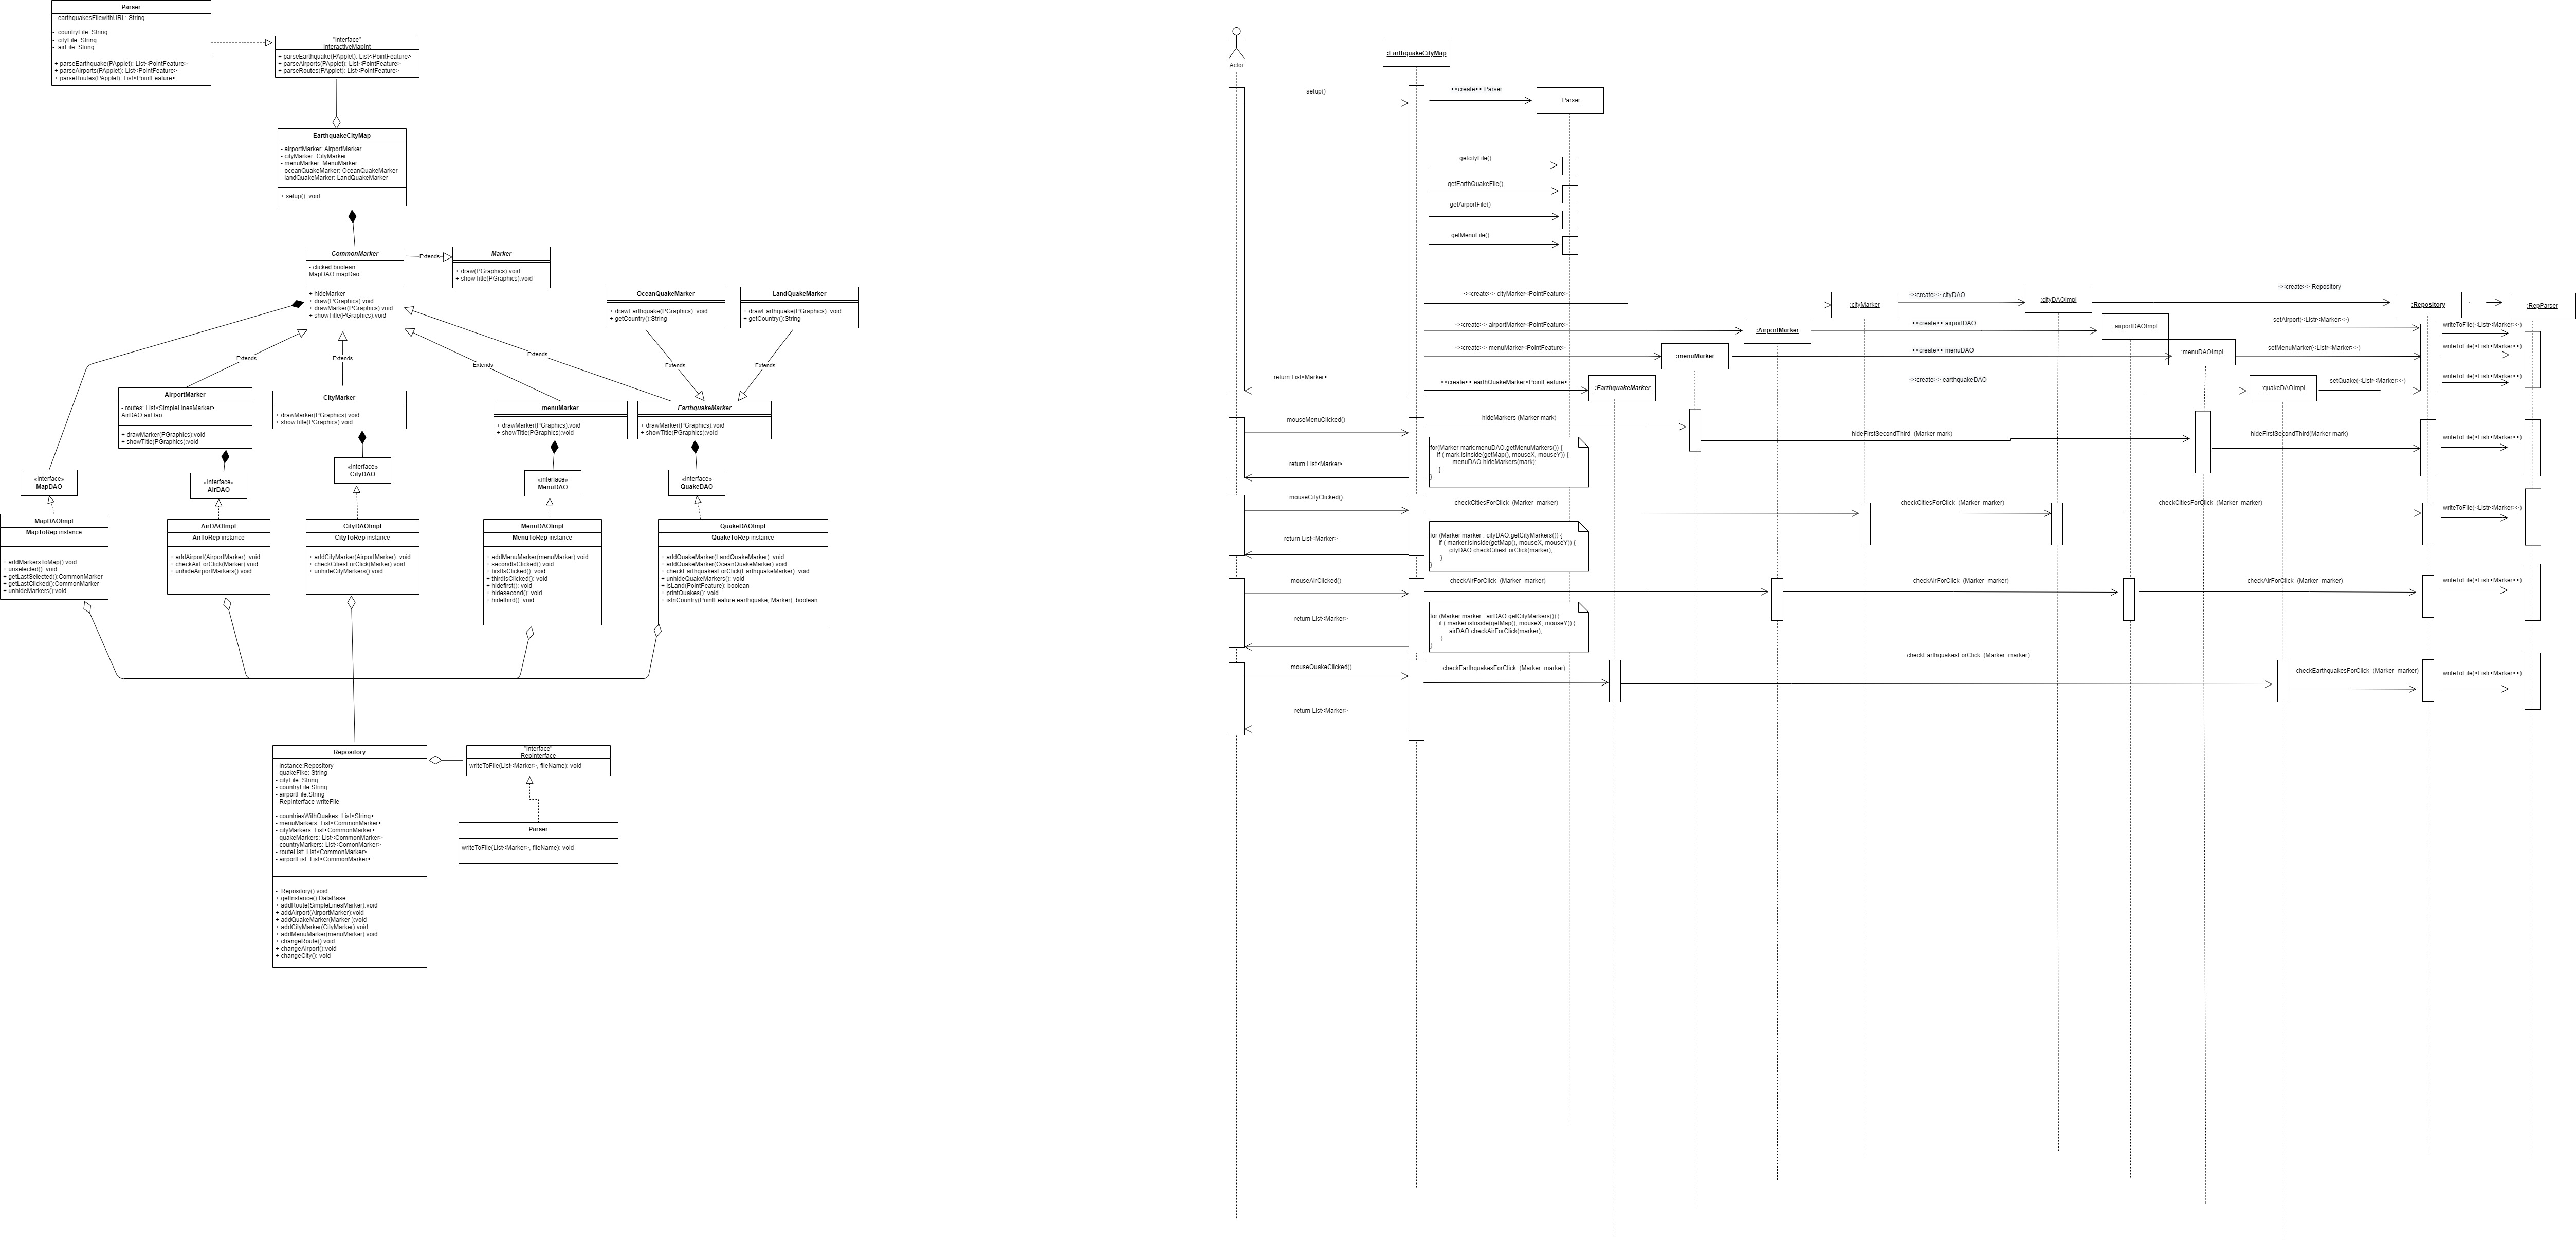 Parser
- earthquakesFilewithURL: String
- countryFile: String
- cityFile: String
- airFile: String
+ parseEarthquake(PApplet): List<PointFeature>
+ parseAirports(PApplet): List<PointFeature>
+ parseRoutes(PApplet): List<PointFeature>
"interface"
InteractiveMapInt
+ parseEarthquake(PApplet): List<PointFeature>
+ parseAirports(PApplet): List<PointFeature>
+ parseRoutes(PApplet): List<PointFeature>
EarthquakeCityMap
- airportMarker: AirportMarker
- cityMarker: CityMarker
- menuMarker: MenuMarker
- oceanQuakeMarker: OceanQuakeMarker
- landQuakeMarker: LandQuakeMarker
+ setup(): void
CommonMarker
- clicked:boolean
MapDAO mapDao
+ hideMarker
+ draw(PGraphics):void
+ drawMarker(PGraphics):void
+ showTitle(PGraphics):void
Extends
Marker
+ draw(PGraphics):void
+ showTitle(PGraphics):void
OceanQuakeMarker
+ drawEarthquake(PGraphics): void
+ getCountry():String
LandQuakeMarker
+ drawEarthquake(PGraphics): void
+ getCountry():String
Extends
Extends
Extends
Extends
Extends
Extends
AirportMarker
- routes: List<SimpleLinesMarker>
AirDAO airDao
+ drawMarker(PGraphics):void
+ showTitle(PGraphics):void
CityMarker
+ drawMarker(PGraphics):void
+ showTitle(PGraphics):void
menuMarker
+ drawMarker(PGraphics):void
+ showTitle(PGraphics):void
EarthquakeMarker
+ drawMarker(PGraphics):void
+ showTitle(PGraphics):void
«interface»
MapDAO
«interface»
AirDAO
«interface»
CityDAO
«interface»
MenuDAO
«interface»
QuakeDAO
MapDAOImpl
MapToRep instance
+ addMarkersToMap():void
+ unselected(): void
+ getLastSelected():CommonMarker
+ getLastClicked():CommonMarker
+ unhideMarkers():void
AirDAOImpl
AirToRep instance
+ addAirport(AirportMarker): void
+ checkAirForClick(Marker):void
+ unhideAirportMarkers():void
CityDAOImpl
CityToRep instance
+ addCityMarker(AirportMarker): void
+ checkCitiesForClick(Marker):void
+ unhideCityMarkers():void
MenuDAOImpl
MenuToRep instance
+ addMenuMarker(menuMarker):void
+ secondIsClicked():void
+ firstIsClicked(): void
+ thirdIsClicked(): void
+ hidefirst(): void
+ hidesecond(): void
+ hidethird(): void
QuakeDAOImpl
QuakeToRep instance
+ addQuakeMarker(LandQuakeMarker): void
+ addQuakeMarker(OceanQuakeMarker):void
+ checkEarthquakesForClick(EarthquakeMarker): void
+ unhideQuakeMarkers(): void
+ isLand(PointFeature): boolean
+ printQuakes(): void
+ isInCountry(PointFeature earthquake, Marker): boolean
Repository
- instance:Repository
- quakeFike: String
- cityFile: String
- countryFile:String
- airportFile:String
- RepInterface writeFile
- countriesWithQuakes: List<String>
- menuMarkers: List<CommonMarker>
- cityMarkers: List<CommonMarker>
- quakeMarkers: List<CommonMarker>
- countryMarkers: List<ComonMarker>
- routeList: List<CommonMarker>
- airportList: List<CommonMarker>
- Repository():void
+ getInstance():DataBase
+ addRoute(SimpleLinesMarker):void
+ addAirport(AirportMarker):void
+ addQuakeMarker(Marker ):void
+ addCityMarker(CityMarker):void
+ addMenuMarker(menuMarker):void
+ changeRoute():void
+ changeAirport():void
+ changeCity(): void
"interface"
RepInterface
writeToFile(List<Marker>, fileName): void
Parser
writeToFile(List<Marker>, fileName): void
Actor
:EarthquakeCityMap
setup()
<<create>> Parser
:Parser
getcityFile()
getEarthQuakeFile()
getAirportFile()
getMenuFile()
<<create>> cityMarker<PointFeature>
:cityMarker
<<create>> cityDAO
:cityDAOImpl
<<create>> Repository
:Repository
:RepParser
<<create>> airportMarker<PointFeature>
:AirportMarker
<<create>> airportDAO
:airportDAOImpl
setAirport(<Listr<Marker>>)
writeToFile(<Listr<Marker>>)
<<create>> menuMarker<PointFeature>
:menuMarker
<<create>> menuDAO
:menuDAOImpl
setMenuMarker(<Listr<Marker>>)
writeToFile(<Listr<Marker>>)
return List<Marker>
<<create>> earthQuakeMarker<PointFeature>
:EarthquakeMarker
<<create>> earthquakeDAO
:quakeDAOImpl
setQuake(<Listr<Marker>>)
writeToFile(<Listr<Marker>>)
mouseMenuClicked()
hideMarkers (Marker mark)
hideFirstSecondThird (Marker mark)
hideFirstSecondThird(Marker mark)
writeToFile(<Listr<Marker>>)
for(Marker mark:menuDAO.getMenuMarkers()) {
if ( mark.isInside(getMap(), mouseX, mouseY)) {
menuDAO.hideMarkers(mark);
}
}
return List<Marker>
mouseCityClicked()
checkCitiesForClick (Marker marker)
checkCitiesForClick (Marker marker)
checkCitiesForClick (Marker marker)
writeToFile(<Listr<Marker>>)
for (Marker marker : cityDAO.getCityMarkers()) {
if ( marker.isInside(getMap(), mouseX, mouseY)) {
cityDAO.checkCitiesForClick(marker);
}
}
return List<Marker>
mouseAirClicked()
checkAirForClick (Marker marker)
checkAirForClick (Marker marker)
checkAirForClick (Marker marker)
writeToFile(<Listr<Marker>>)
for (Marker marker : airDAO.getCityMarkers()) {
if ( marker.isInside(getMap(), mouseX, mouseY)) {
airDAO.checkAirForClick(marker);
}
}
return List<Marker>
mouseQuakeClicked()
checkEarthquakesForClick (Marker marker)
checkEarthquakesForClick (Marker marker)
checkEarthquakesForClick (Marker marker)
writeToFile(<Listr<Marker>>)
return List<Marker>